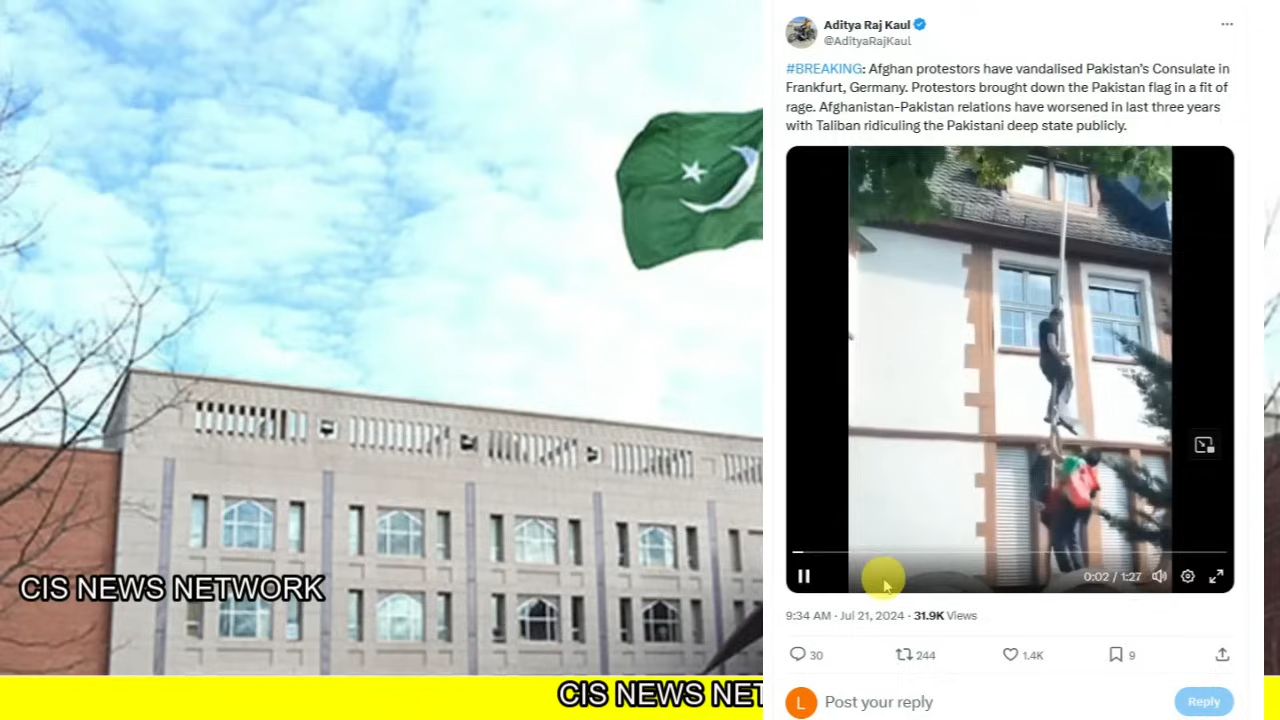 Aditya Raj Kaul
@AdityaRajKaul
#BREAKING: Afghan protestors have vandalised Pakistan's Consulate in
Frankfurt, Germany. Protestors brought down the Pakistan flag in a fit of
rage. Afghanistan-Pakistan relations have worsened in last three years
with Taliban ridiculing the Pakistani deep state publicly.
0:02 / 1:27
9:34 AM · Jul 21, 2024 · 31.9K Views
30 244 1.4K 9
L Post your reply Reply
CIS NEWS NETWORK
CIS NEWS NET